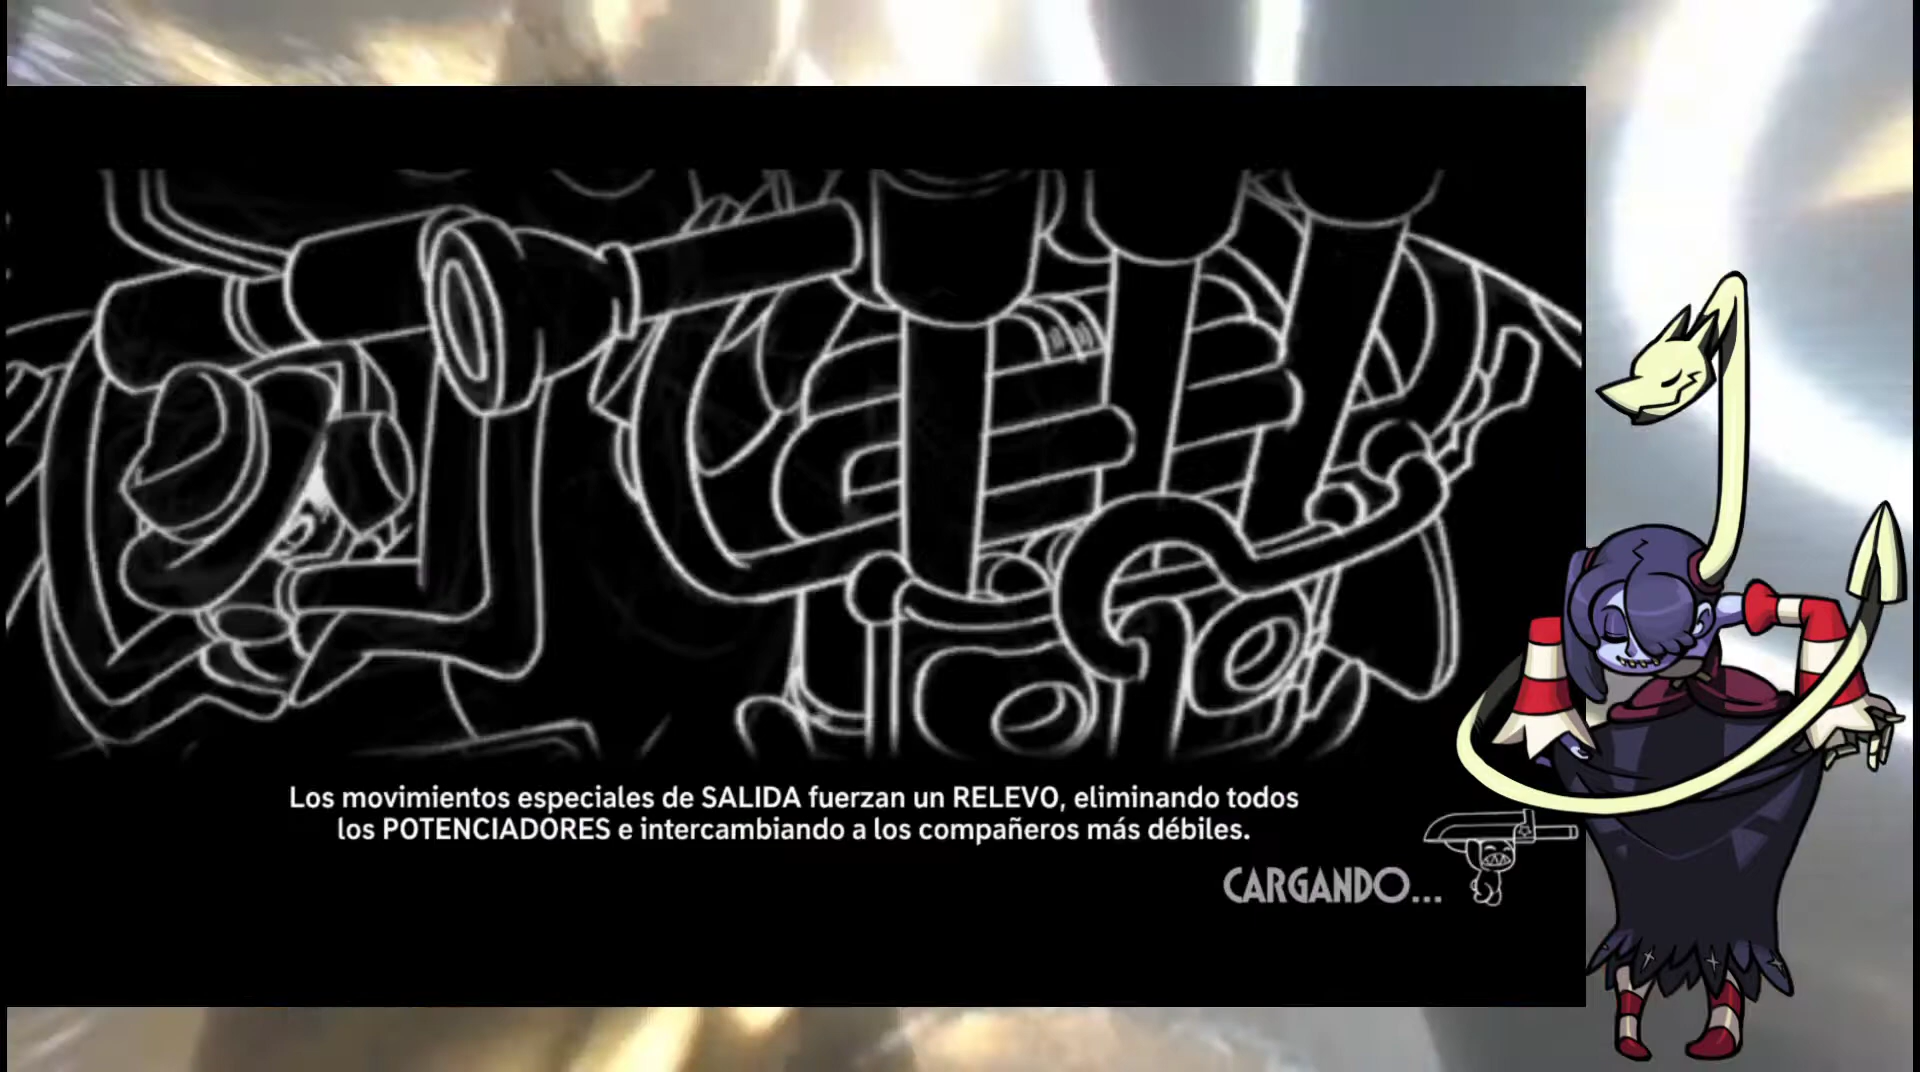 Los movimientos especiales de SALIDA fuerzan un RELEVO, eliminando todos
los POTENCIADORES e intercambiando a los compañeros más débiles.
CARGANDO...